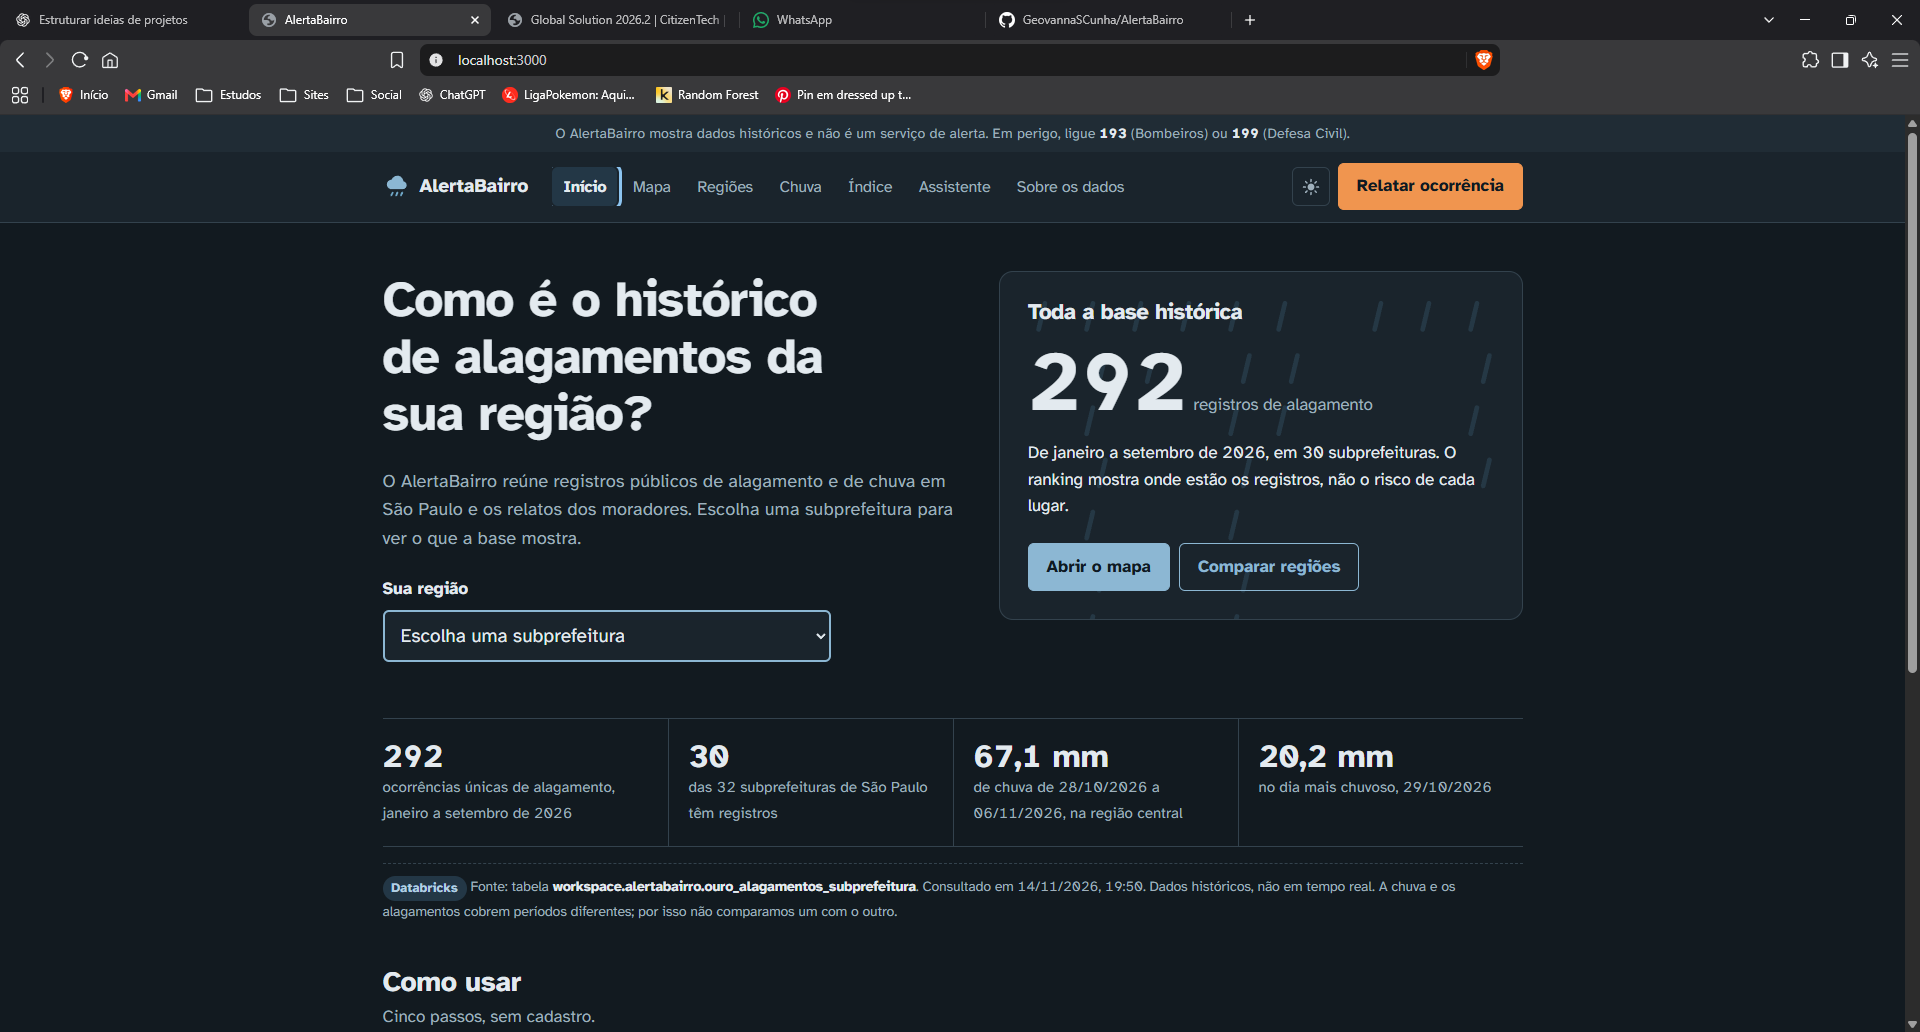 Estruturar ideias de projetos
AlertaBairro
Global Solution 2026.2 | CitizenTech
WhatsApp
GeovannaSCunha/AlertaBairro
localhost:3000
Início
Gmail
Estudos
Sites
Social
ChatGPT
LigaPokemon: Aqui...
Random Forest
Pin em dressed up t...
O AlertaBairro mostra dados históricos e não é um serviço de alerta. Em perigo, ligue 193 (Bombeiros) ou 199 (Defesa Civil).
AlertaBairro
Início
Mapa
Regiões
Chuva
Índice
Assistente
Sobre os dados
Relatar ocorrência
Como é o histórico
de alagamentos da
sua região?
O AlertaBairro reúne registros públicos de alagamento e de chuva em
São Paulo e os relatos dos moradores. Escolha uma subprefeitura para
ver o que a base mostra.
Sua região
Escolha uma subprefeitura
Toda a base histórica
292 registros de alagamento
De janeiro a setembro de 2026, em 30 subprefeituras. O
ranking mostra onde estão os registros, não o risco de cada
lugar.
Abrir o mapa
Comparar regiões
292
ocorrências únicas de alagamento,
janeiro a setembro de 2026
30
das 32 subprefeituras de São Paulo
têm registros
67,1 mm
de chuva de 28/10/2026 a
06/11/2026, na região central
20,2 mm
no dia mais chuvoso, 29/10/2026
Databricks Fonte: tabela workspace.alertabairro.ouro_alagamentos_subprefeitura. Consultado em 14/11/2026, 19:50. Dados históricos, não em tempo real. A chuva e os
alagamentos cobrem períodos diferentes; por isso não comparamos um com o outro.
Como usar
Cinco passos, sem cadastro.